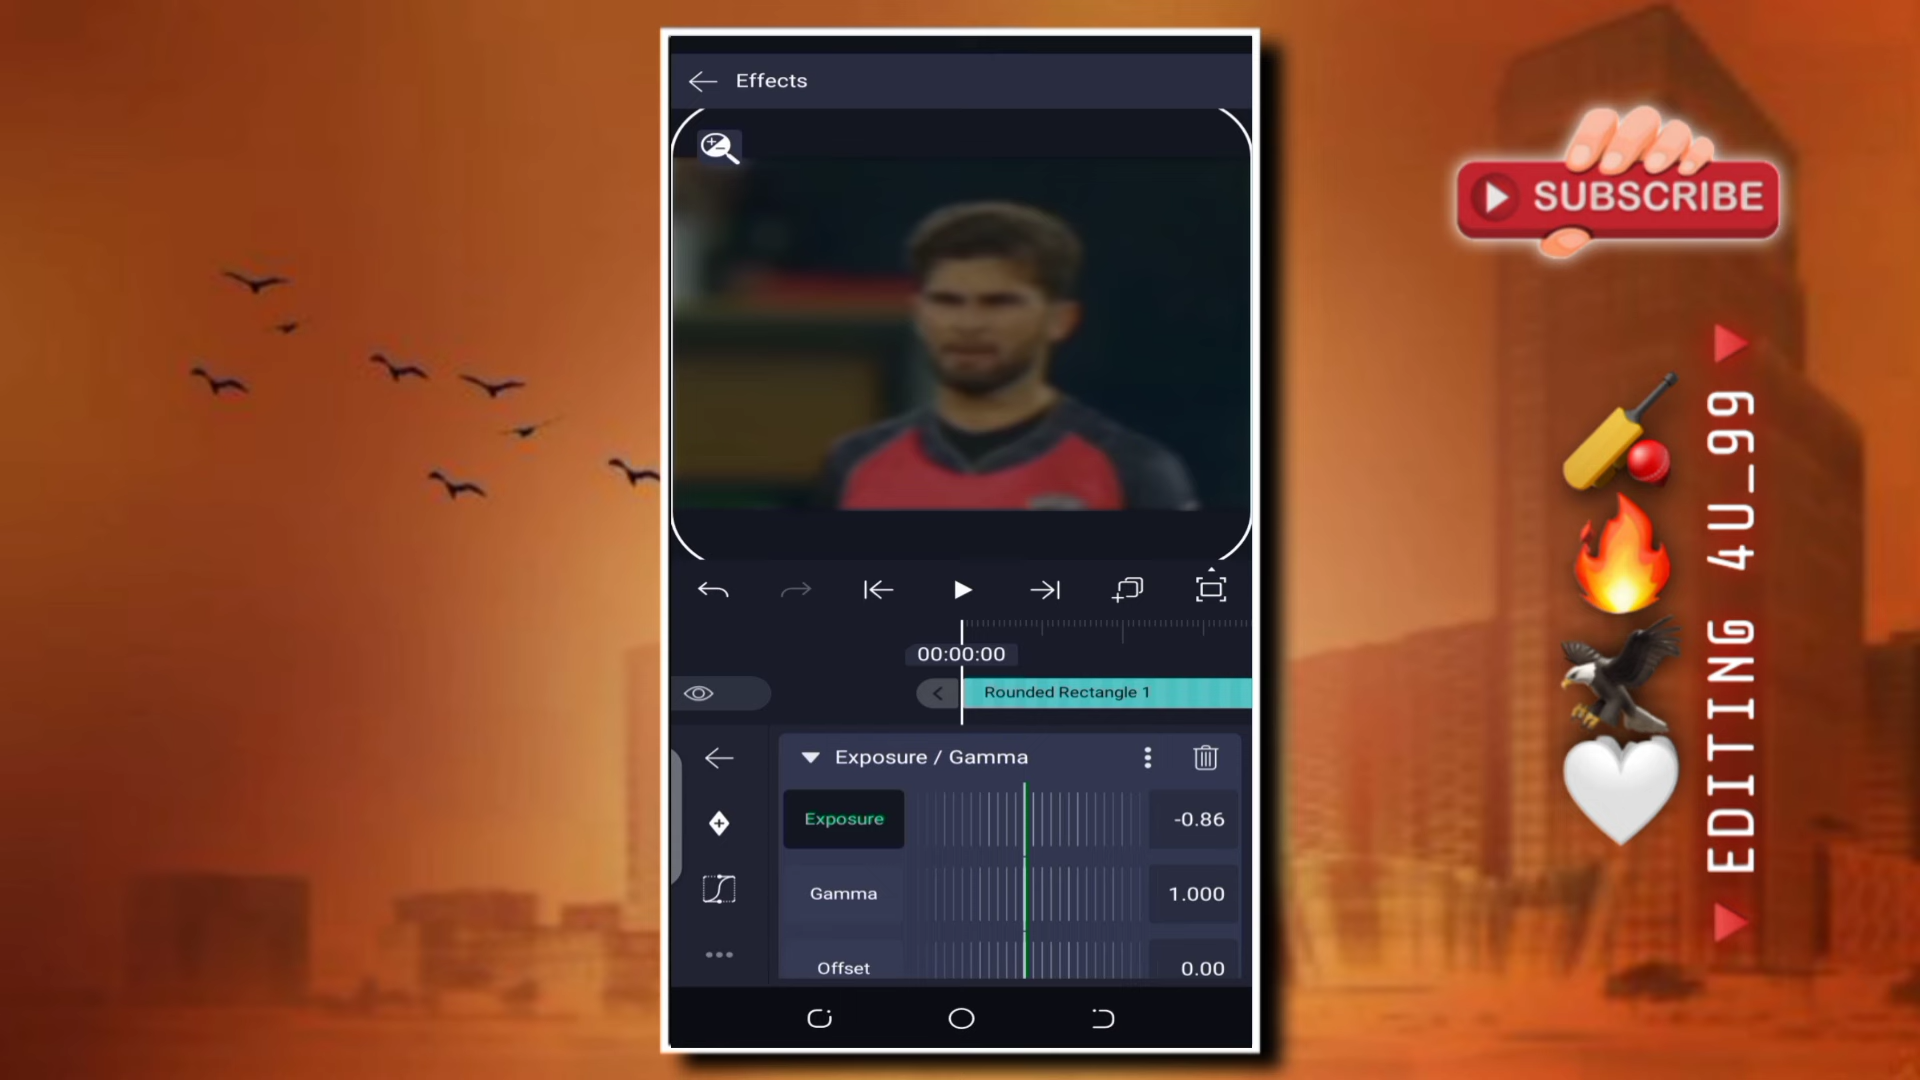 Effects
00:00:00
Rounded Rectangle 1
Exposure / Gamma
Exposure
-0.86
Gamma
1.000
Offset
0.00
SUBSCRIBE
EDITING 4U_99